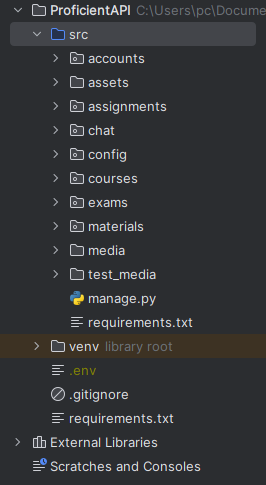 ProficientAPI C:\Users\pc\Docume
src
accounts
assets
assignments
chat
config
courses
exams
materials
media
test_media
manage.py
requirements.txt
venv library root
.env
.gitignore
requirements.txt
External Libraries
Scratches and Consoles